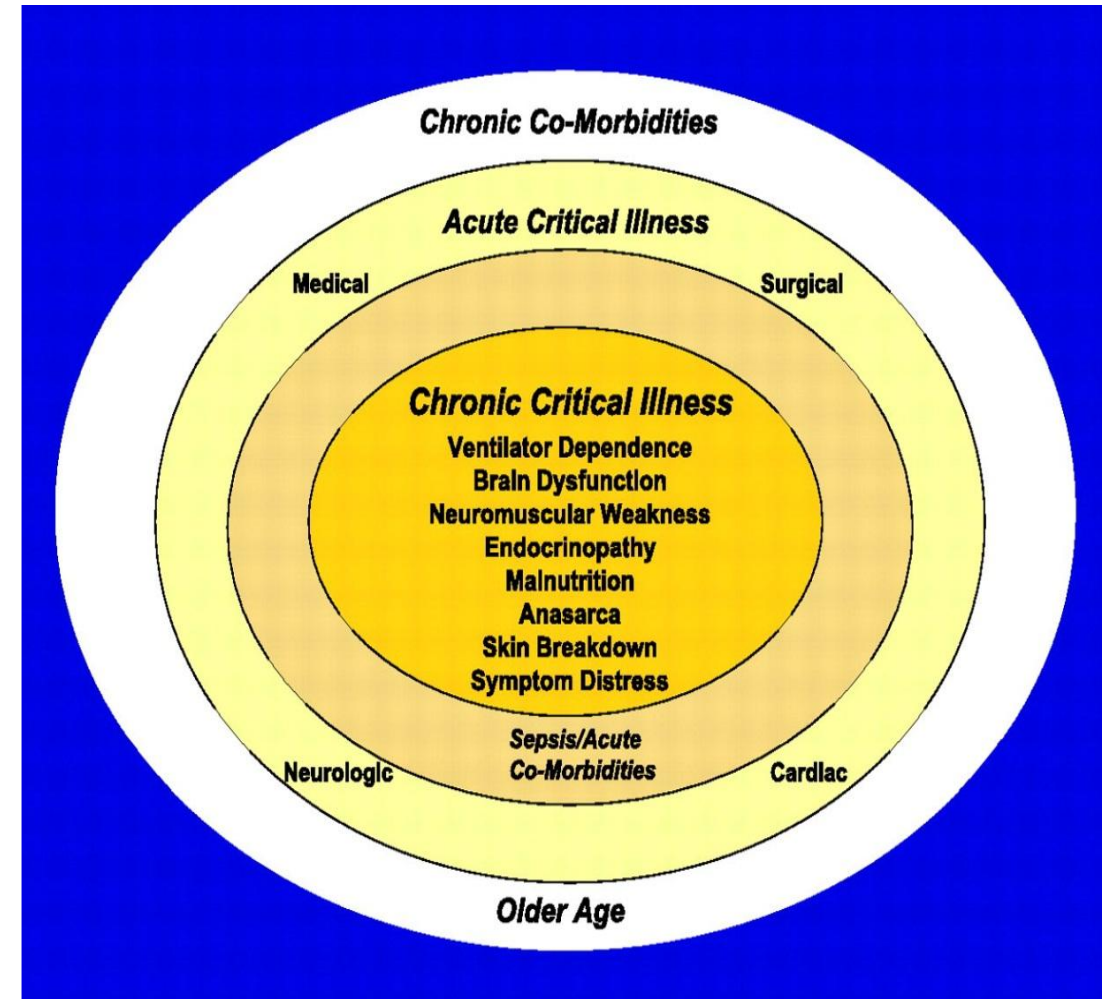 Chronic Co-Morbidities
Acute Critical Illness
Medical
Surgical
Chronic Critical Illness
Ventilator Dependence
Brain Dysfunction
Neuromuscular Weakness
Endocrinopathy
Malnutrition
Anasarca
Skin Breakdown
Symptom Distress
Sepsis/Acute
Co-Morbidities
Neurologic
Cardiac
Older Age